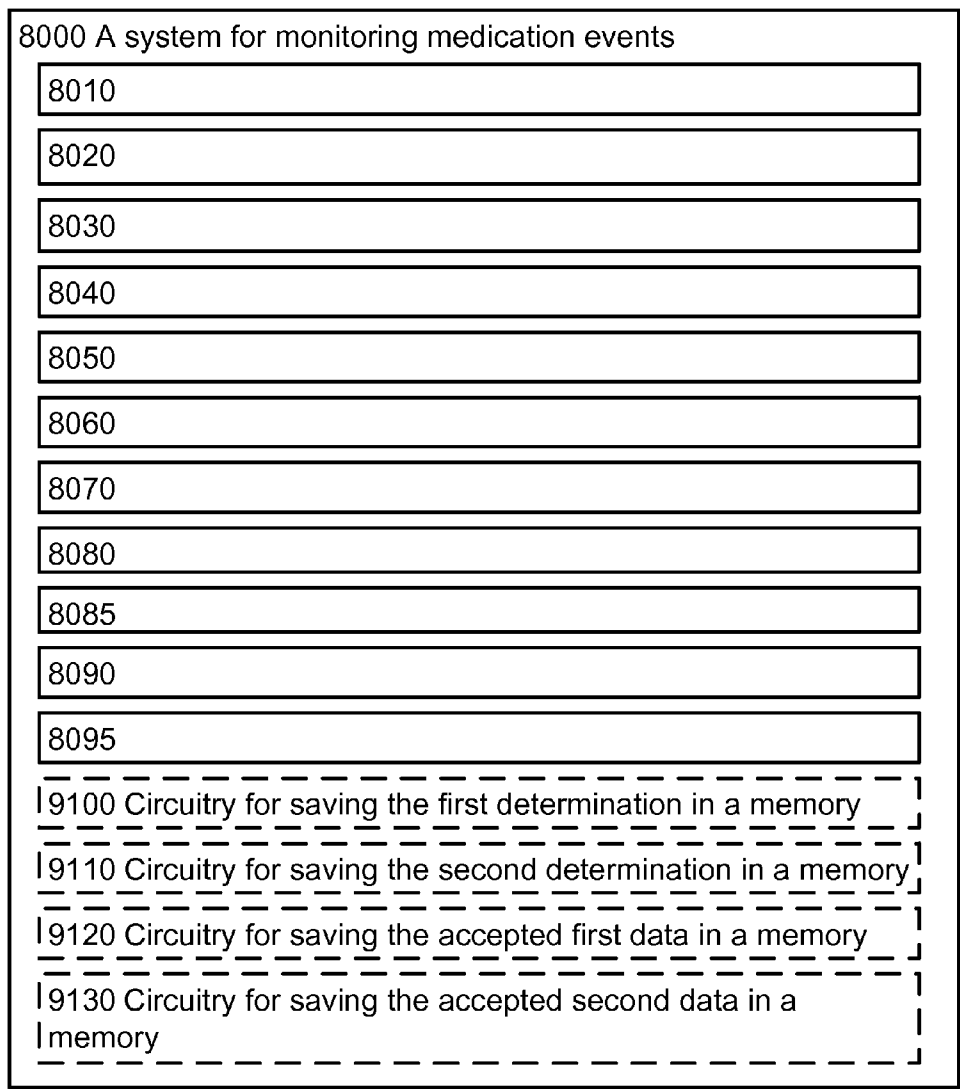 8000 A system for monitoring medication events
8010
8020
8030
8040
8050
8060
8070
8080
8085
8090
8095
9100 Circuitry for saving the first determination in a memory
9110 Circuitry for saving the second determination in a memory
9120 Circuitry for saving the accepted first data in a memory
9130 Circuitry for saving the accepted second data in a
memory